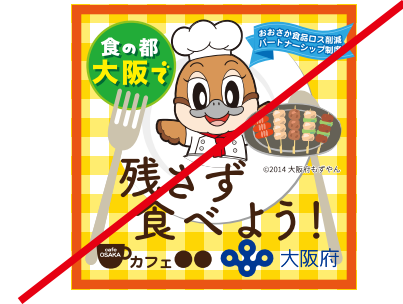 食の都
大阪で
おおさか食品ロス削減
パートナーシップ制度
©2014 大阪府もずやん
残さず
食べよう!
cafe
OSAKA
カフェ●●
大阪府